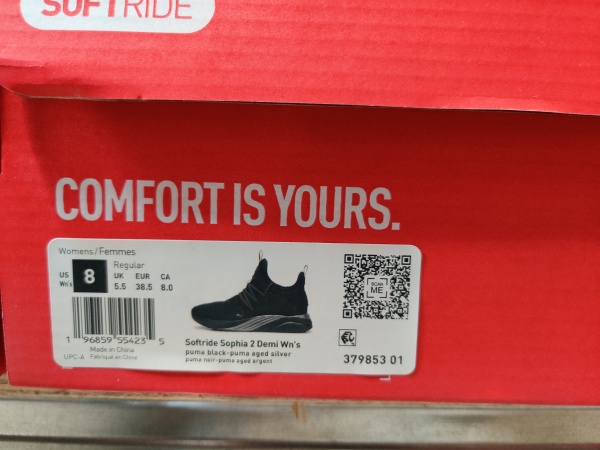 SOFTRIDE
COMFORT IS YOURS.
Womens/Femmes
Regular
US UK EUR CA
Wn's 8 5.5 38.5 8.0
SCAN
ME
1 96859 55423 5
Made in China
UPC-A Fabriqué en Chine
Softride Sophia 2 Demi Wn's
puma black-puma aged silver
puma noir-puma aged argent
379853 01